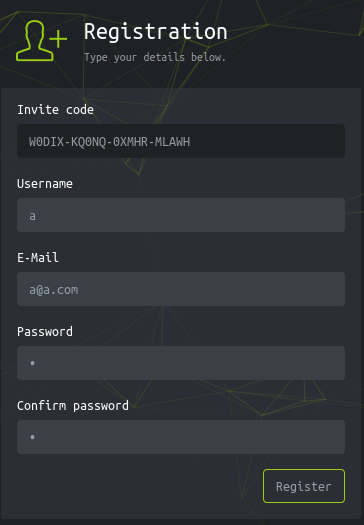 Registration
Type your details below.
Invite code
W0DIX-KQ0NQ-0XMHR-MLAWH
Username
a
E-Mail
a@a.com
Password
•
Confirm password
•
Register